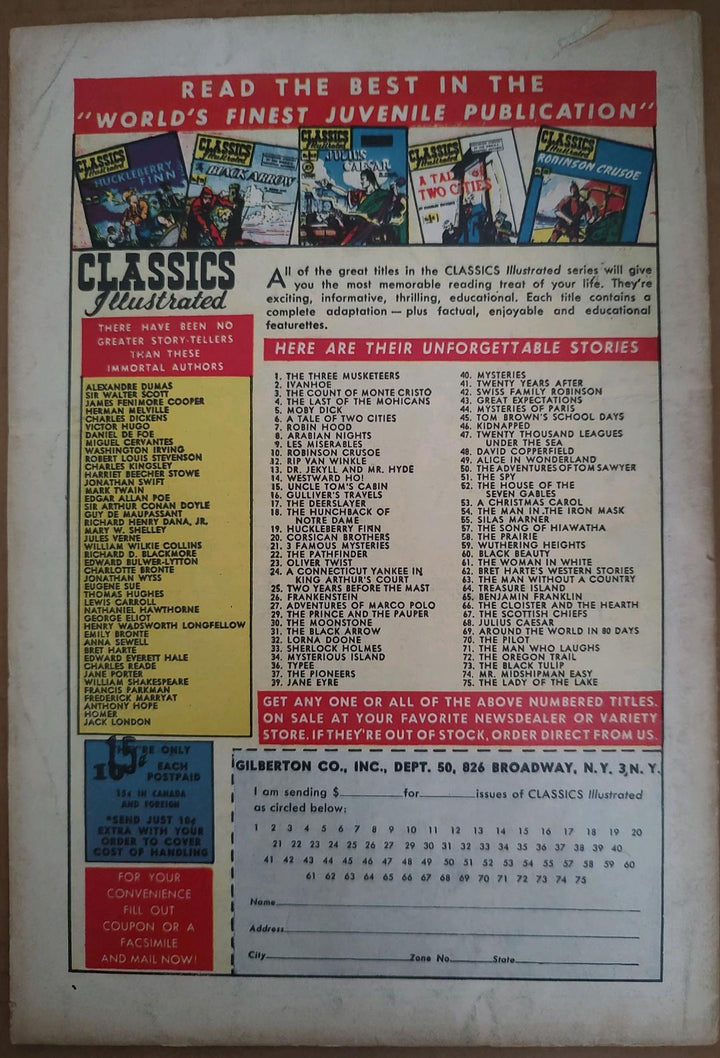 READ THE BEST IN THE
"WORLD'S FINEST JUVENILE PUBLICATION"
CLASSICS
Illustrated
HUCKLEBERRY
FINN
CLASSICS
Illustrated
BLACK ARROW
CLASSICS
Illustrated
JULIUS
CAESAR
CLASSICS
Illustrated
A TALE OF
TWO CITIES
CLASSICS
Illustrated
ROBINSON CRUSOE
CLASSICS
Illustrated
All of the great titles in the CLASSICS Illustrated series will give
you the most memorable reading treat of your life. They're
exciting, informative, thrilling, educational. Each title contains a
complete adaptation — plus factual, enjoyable and educational
featurettes.
THERE HAVE BEEN NO
GREATER STORY-TELLERS
THAN THESE
IMMORTAL AUTHORS
ALEXANDRE DUMAS
SIR WALTER SCOTT
JAMES FENIMORE COOPER
HERMAN MELVILLE
CHARLES DICKENS
VICTOR HUGO
DANIEL DE FOE
MIGUEL CERVANTES
WASHINGTON IRVING
ROBERT LOUIS STEVENSON
CHARLES KINGSLEY
HARRIET BEECHER STOWE
JONATHAN SWIFT
MARK TWAIN
EDGAR ALLAN POE
SIR ARTHUR CONAN DOYLE
GUY DE MAUPASSANT
RICHARD HENRY DANA, JR.
MARY W. SHELLEY
JULES VERNE
WILLIAM WILKIE COLLINS
RICHARD D. BLACKMORE
EDWARD BULWER-LYTTON
CHARLOTTE BRONTE
JONATHAN WYSS
EUGENE SUE
THOMAS HUGHES
LEWIS CARROLL
NATHANIEL HAWTHORNE
GEORGE ELIOT
HENRY WADSWORTH LONGFELLOW
EMILY BRONTE
ANNA SEWELL
BRET HARTE
EDWARD EVERETT HALE
CHARLES READE
JANE PORTER
WILLIAM SHAKESPEARE
FRANCIS PARKMAN
FREDERICK MARRYAT
ANTHONY HOPE
HOMER
JACK LONDON
HERE ARE THEIR UNFORGETTABLE STORIES
1. THE THREE MUSKETEERS
2. IVANHOE
3. THE COUNT OF MONTE CRISTO
4. THE LAST OF THE MOHICANS
5. MOBY DICK
6. A TALE OF TWO CITIES
7. ROBIN HOOD
8. ARABIAN NIGHTS
9. LES MISERABLES
10. ROBINSON CRUSOE
12. RIP VAN WINKLE
13. DR. JEKYLL AND MR. HYDE
14. WESTWARD HO!
15. UNCLE TOM'S CABIN
16. GULLIVER'S TRAVELS
17. THE DEERSLAYER
18. THE HUNCHBACK OF
NOTRE DAME
19. HUCKLEBERRY FINN
20. CORSICAN BROTHERS
21. 3 FAMOUS MYSTERIES
22. THE PATHFINDER
23. OLIVER TWIST
24. A CONNECTICUT YANKEE IN
KING ARTHUR'S COURT
25. TWO YEARS BEFORE THE MAST
26. FRANKENSTEIN
27. ADVENTURES OF MARCO POLO
29. THE PRINCE AND THE PAUPER
30. THE MOONSTONE
31. THE BLACK ARROW
32. LORNA DOONE
33. SHERLOCK HOLMES
34. MYSTERIOUS ISLAND
36. TYPEE
37. THE PIONEERS
39. JANE EYRE
40. MYSTERIES
41. TWENTY YEARS AFTER
42. SWISS FAMILY ROBINSON
43. GREAT EXPECTATIONS
44. MYSTERIES OF PARIS
45. TOM BROWN'S SCHOOL DAYS
46. KIDNAPPED
47. TWENTY THOUSAND LEAGUES
UNDER THE SEA
48. DAVID COPPERFIELD
49. ALICE IN WONDERLAND
50. THE ADVENTURES OF TOM SAWYER
51. THE SPY
52. THE HOUSE OF THE
SEVEN GABLES
53. A CHRISTMAS CAROL
54. THE MAN IN THE IRON MASK
55. SILAS MARNER
57. THE SONG OF HIAWATHA
58. THE PRAIRIE
59. WUTHERING HEIGHTS
60. BLACK BEAUTY
61. THE WOMAN IN WHITE
62. BRET HARTE'S WESTERN STORIES
63. THE MAN WITHOUT A COUNTRY
64. TREASURE ISLAND
65. BENJAMIN FRANKLIN
66. THE CLOISTER AND THE HEARTH
67. THE SCOTTISH CHIEFS
68. JULIUS CAESAR
69. AROUND THE WORLD IN 80 DAYS
70. THE PILOT
71. THE MAN WHO LAUGHS
72. THE OREGON TRAIL
73. THE BLACK TULIP
74. MR. MIDSHIPMAN EASY
75. THE LADY OF THE LAKE
GET ANY ONE OR ALL OF THE ABOVE NUMBERED TITLES.
ON SALE AT YOUR FAVORITE NEWSDEALER OR VARIETY
STORE. IF THEY'RE OUT OF STOCK, ORDER DIRECT FROM US.
15¢
ONLY
EACH
POSTPAID
15¢ IN CANADA
AND FOREIGN
*SEND JUST 10¢
EXTRA WITH YOUR
ORDER TO COVER
COST OF HANDLING
FOR YOUR
CONVENIENCE
FILL OUT
COUPON OR A
FACSIMILE
AND MAIL NOW!
GILBERTON CO., INC., DEPT. 50, 826 BROADWAY, N.Y. 3, N.Y.
I am sending $ for issues of CLASSICS Illustrated
as circled below:
1 2 3 4 5 6 7 8 9 10 11 12 13 14 15 16 17 18 19 20
21 22 23 24 25 26 27 29 30 31 32 33 34 35 36 37 38 39 40
41 42 43 44 45 46 47 48 49 50 51 52 53 54 55 57 58 59 60
61 62 63 64 65 66 67 68 69 70 71 72 73 74 75
Name
Address
City Zone No. State